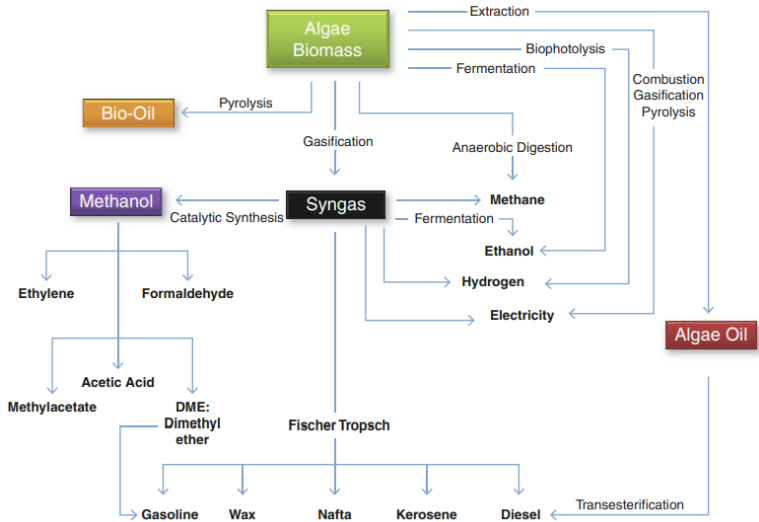 Extraction
Algae
Biomass
Biophotolysis
Fermentation
Combustion
Gasification
Pyrolysis
Pyrolysis
Bio-Oil
Gasification
Anaerobic Digestion
Methanol
Syngas
Methane
Catalytic Synthesis
Fermentation
Ethanol
Hydrogen
Ethylene
Formaldehyde
Electricity
Algae Oil
Acetic Acid
Methylacetate
DME:
Dimethyl
ether
Fischer Tropsch
Transesterification
Gasoline
Wax
Nafta
Kerosene
Diesel